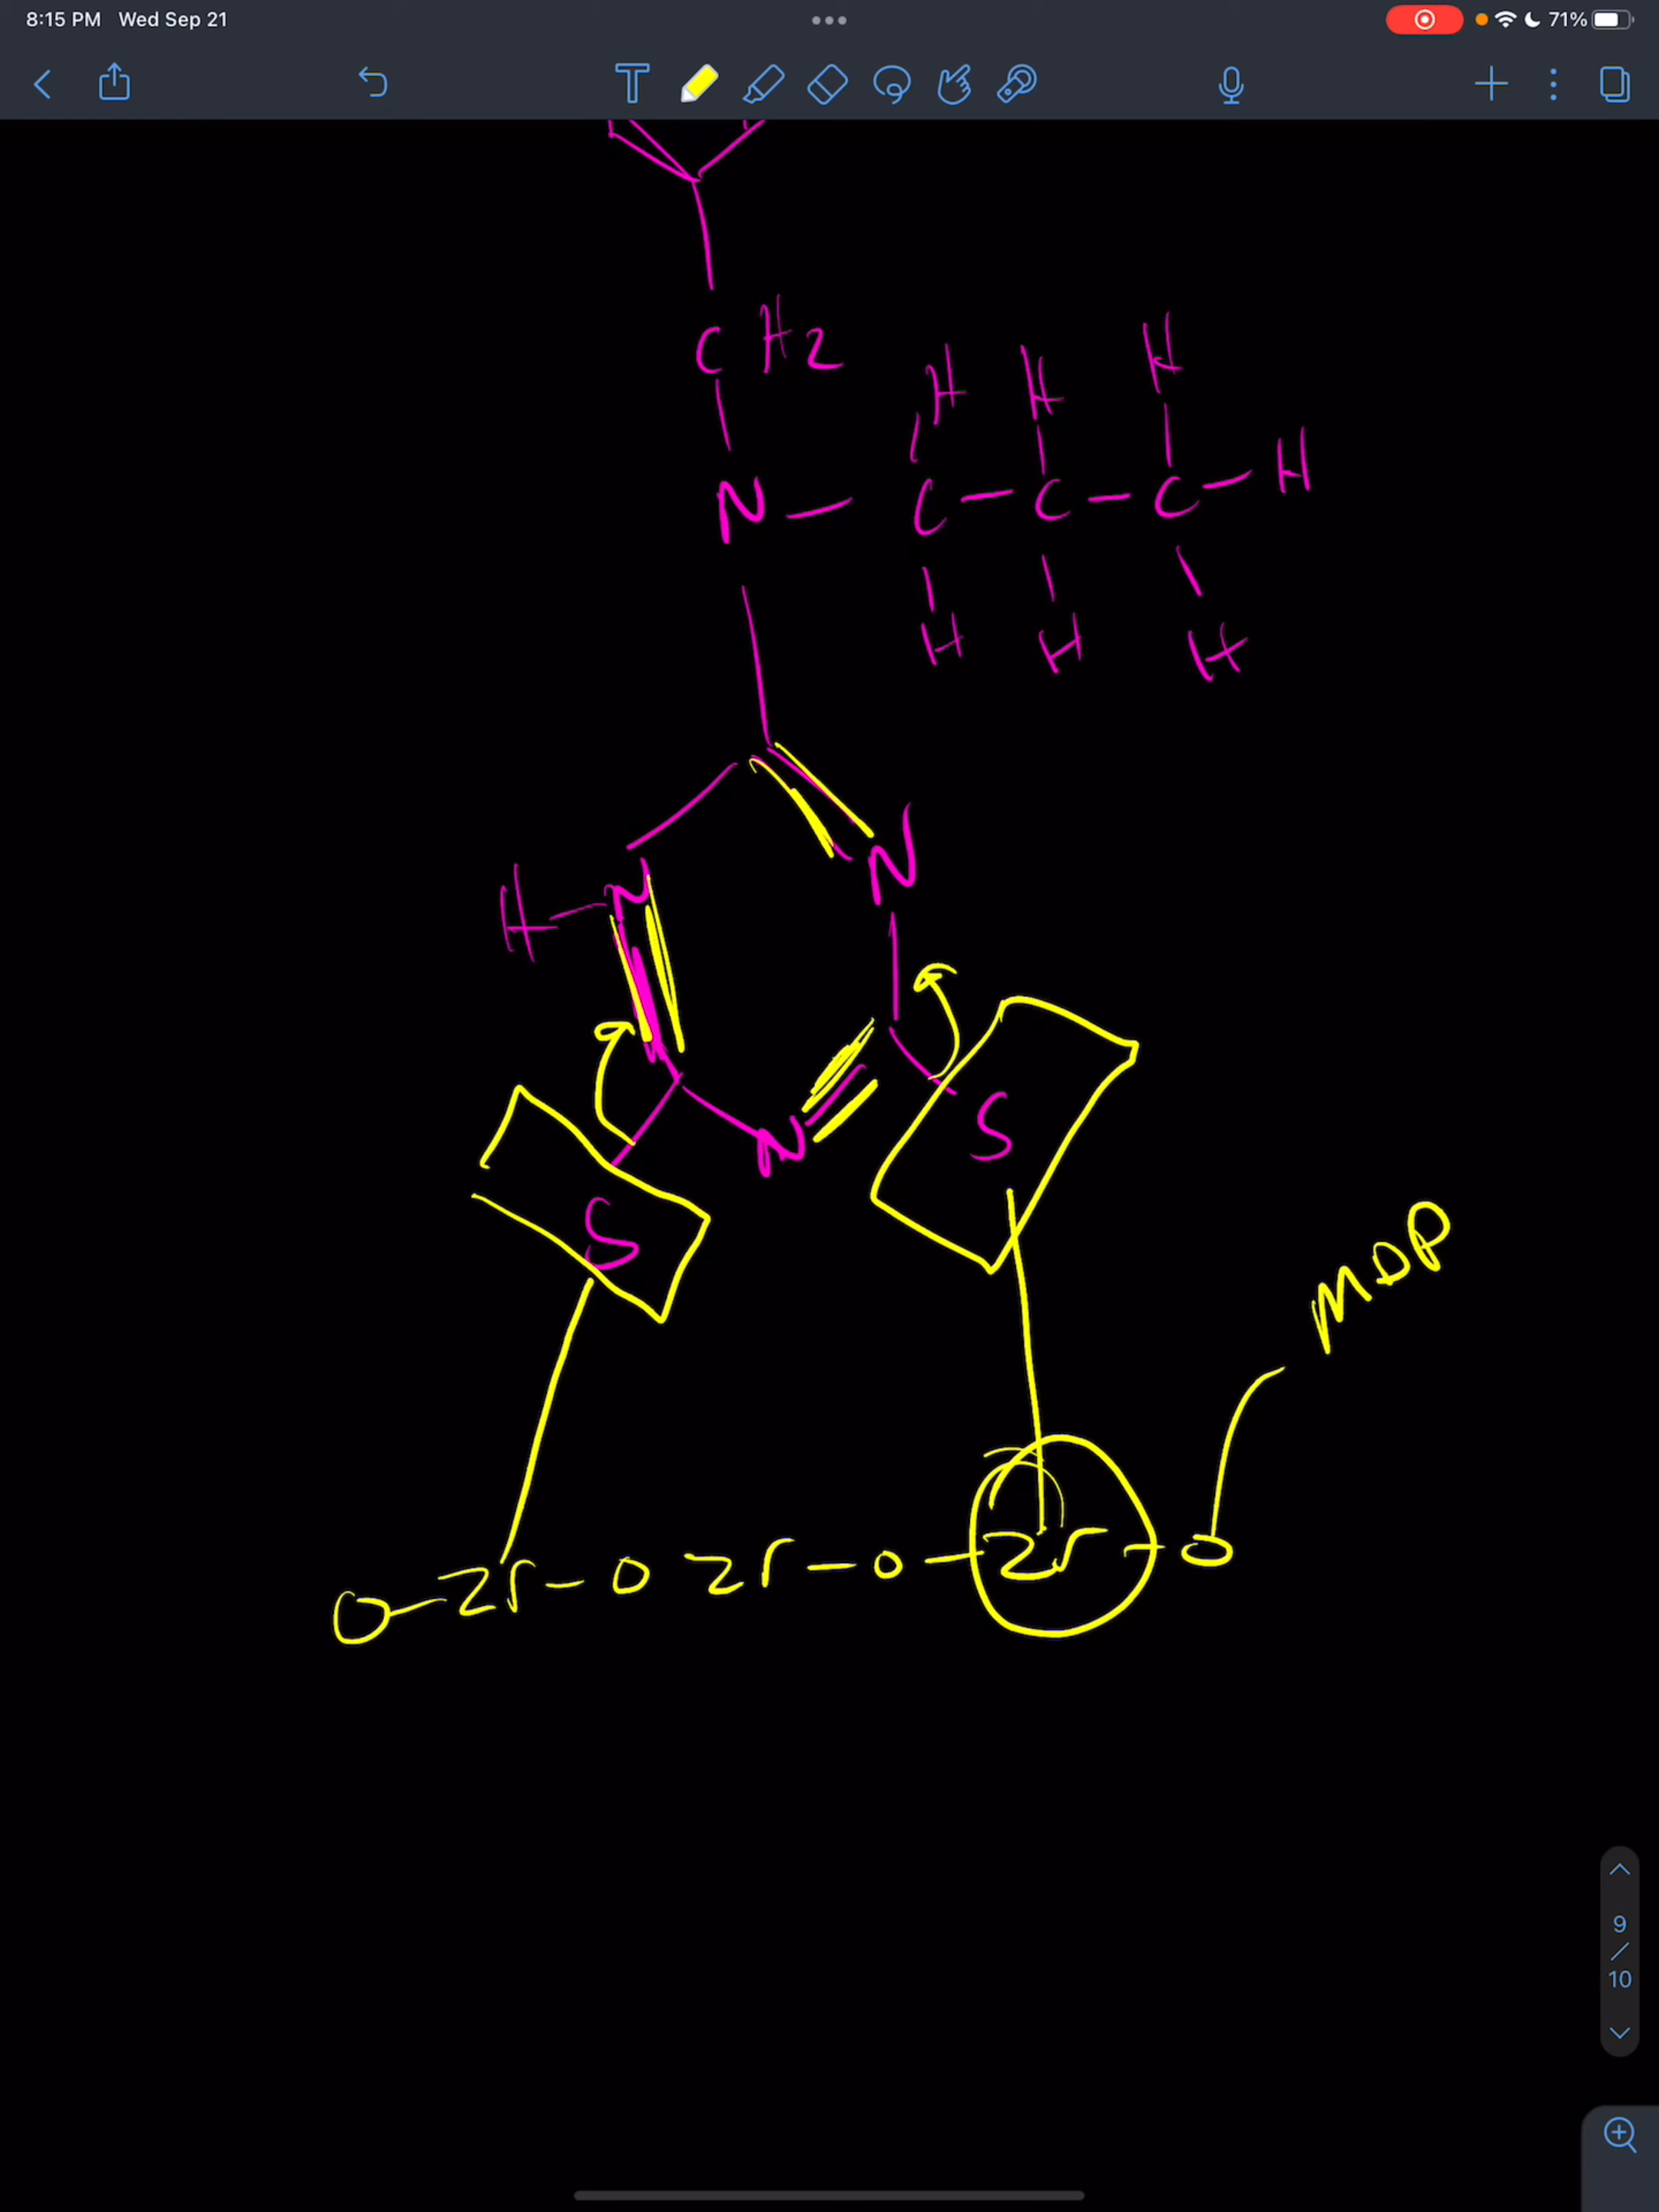 8:15 PM Wed Sep 21
71%
T
CH2
H H H
N - C - C - C - H
H H H
N
H - N
N
S
S
MDP
O - Zr - O Zr - O - Zr - O
9
/
10